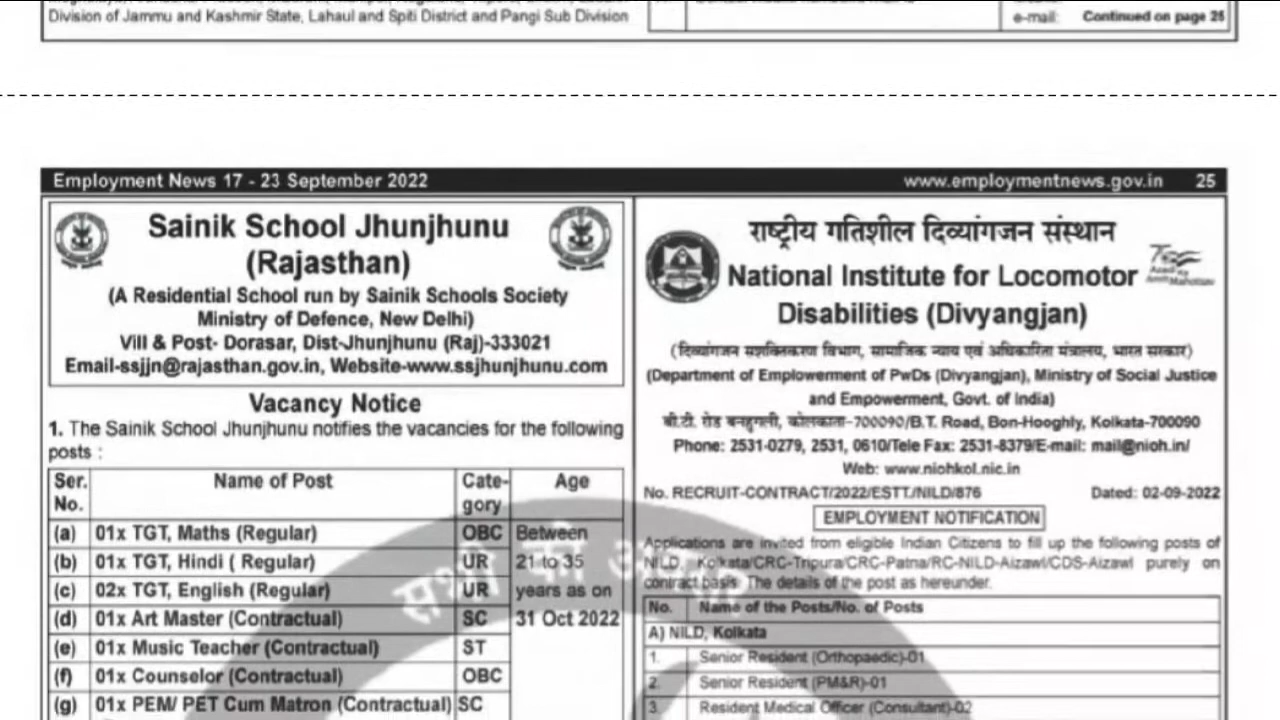 Division of Jammu and Kashmir State, Lahaul and Spiti District and Pangi Sub Division
e-mail: Continued on page 25
Employment News 17 - 23 September 2022 www.employmentnews.gov.in 25
Sainik School Jhunjhunu
(Rajasthan)
(A Residential School run by Sainik Schools Society
Ministry of Defence, New Delhi)
Vill & Post- Dorasar, Dist-Jhunjhunu (Raj)-333021
Email-ssjjn@rajasthan.gov.in, Website-www.ssjhunjhunu.com
Vacancy Notice
1. The Sainik School Jhunjhunu notifies the vacancies for the following
posts :
Ser. Name of Post Cate- Age
No. gory
(a) 01x TGT, Maths (Regular) OBC Between
(b) 01x TGT, Hindi ( Regular) UR 21 to 35
(c) 02x TGT, English (Regular) UR years as on
(d) 01x Art Master (Contractual) SC 31 Oct 2022
(e) 01x Music Teacher (Contractual) ST
(f) 01x Counselor (Contractual) OBC
(g) 01x PEM/ PET Cum Matron (Contractual) SC
राष्ट्रीय गतिशील दिव्यांगजन संस्थान
National Institute for Locomotor
Disabilities (Divyangjan)
(दिव्यांगजन सशक्तिकरण विभाग, सामाजिक न्याय एवं अधिकारिता मंत्रालय, भारत सरकार)
(Department of Employerment of PwDs (Divyangjan), Ministry of Social Justice
and Empowerment, Govt. of India)
बी.टी. रोड बनहुगली, कोलकाता-700090/B.T. Road, Bon-Hooghly, Kolkata-700090
Phone: 2531-0279, 2531, 0610/Tele Fax: 2531-8379/E-mail: mail@nioh.in/
Web: www.niohkol.nic.in
No. RECRUIT-CONTRACT/2022/ESTT./NILD/876 Dated: 02-09-2022
EMPLOYMENT NOTIFICATION
Applications are invited from eligible Indian Citizens to fill up the following posts of
NILD, Kolkata/CRC-Tripura/CRC-Patna/RC-NILD-Aizawl/CDS-Aizawl purely on
contract basis. The details of the post as hereunder.
No. Name of the Posts/No. of Posts
A) NILD, Kolkata
1. Senior Resident (Orthopaedic)-01
2. Senior Resident (PM&R)-01
3. Resident Medical Officer (Consultant)-02